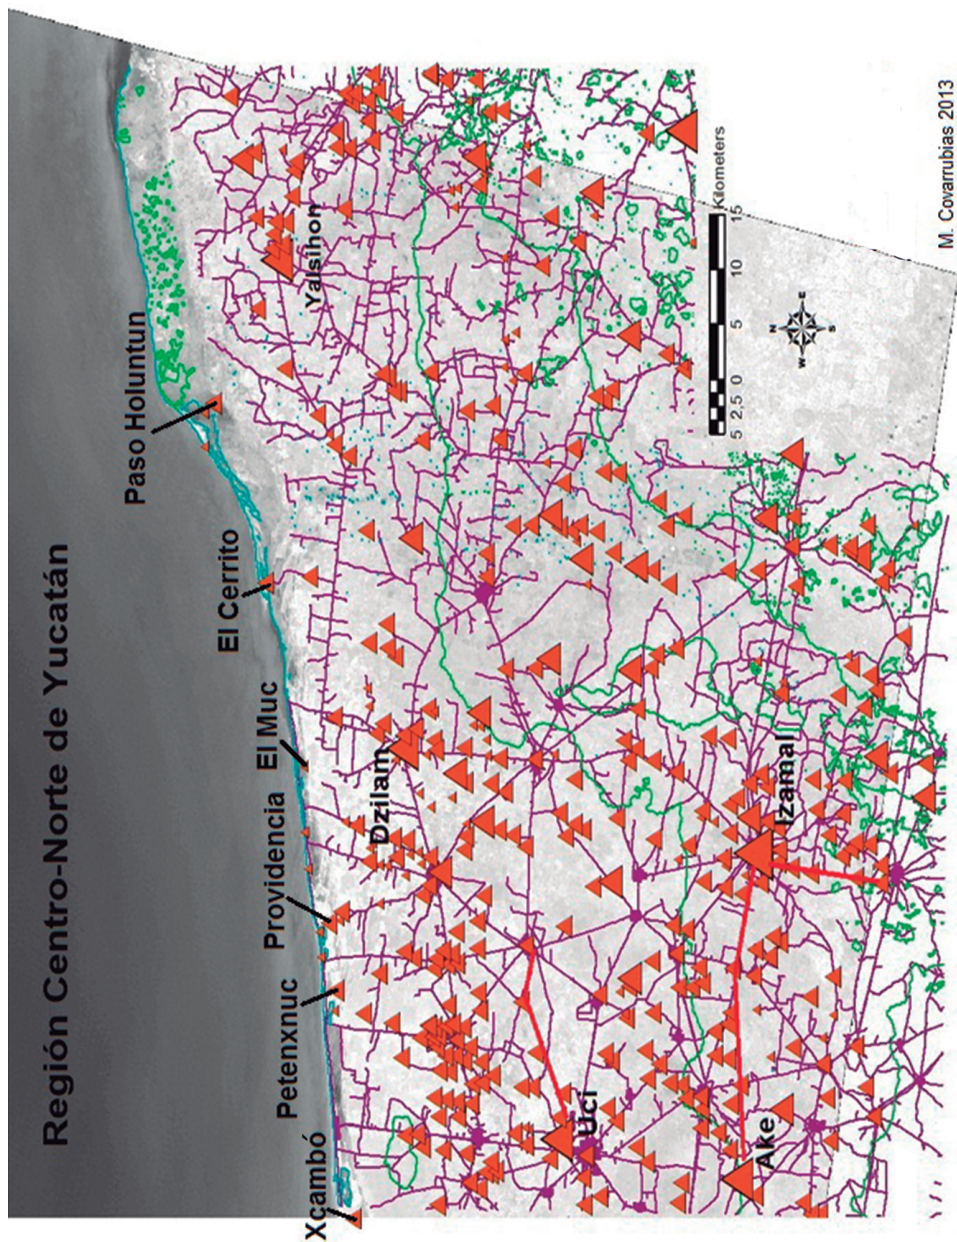 Región Centro-Norte de Yucatán
Xcambó
Petenxnuc
Providencia
El Muc
El Cerrito
Paso Holuntun
Yalsihon
Dzilam
Uci
Izamal
Ake
5 2,5 0 5 10 15
Kilometers
N
W E
S
M. Covarrubias 2013